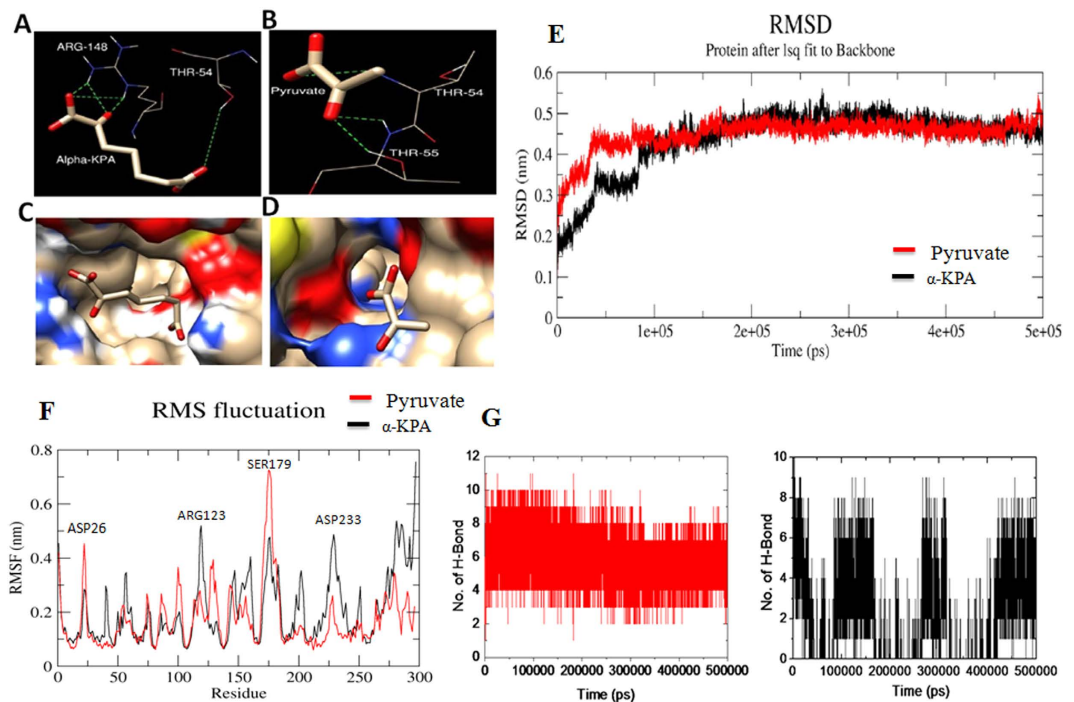 A
ARG-148
THR-54
Alpha-KPA
B
Pyruvate
THR-54
THR-55
C
D
E
RMSD
Protein after lsq fit to Backbone
0.6
0.5
0.4
0.3
0.2
0.1
RMSD (nm)
Pyruvate
α-KPA
0 1e+05 2e+05 3e+05 4e+05 5e+05
Time (ps)
F
RMS fluctuation
Pyruvate
α-KPA
0.8
0.6
0.4
0.2
0
RMSF (nm)
ASP26
ARG123
SER179
ASP233
0 50 100 150 200 250 300
Residue
G
12
10
8
6
4
2
0
No. of H-Bond
0 100000 200000 300000 400000 500000
Time (ps)
10
8
6
4
2
0
No. of H-Bond
0 100000 200000 300000 400000 500000
Time (ps)